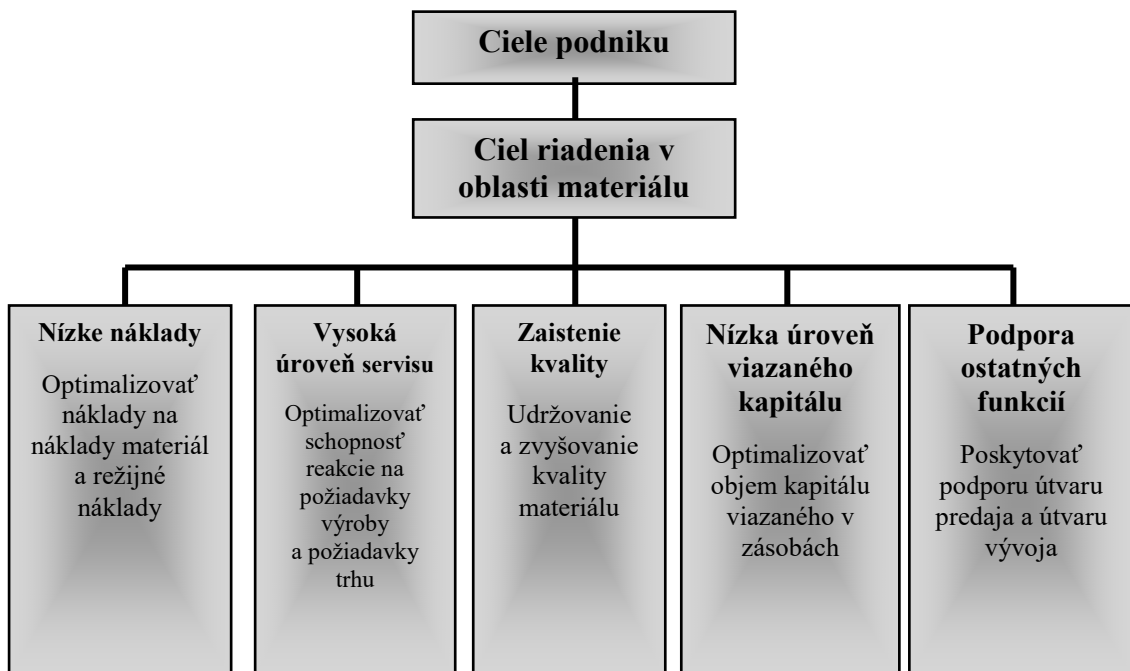 Ciele podniku
Ciel riadenia v
oblasti materiálu
Nízke náklady
Optimalizovať
náklady na
náklady materiál
a režijné
náklady
Vysoká
úroveň servisu
Optimalizovať
schopnosť
reakcie na
požiadavky
výroby
a požiadavky
trhu
Zaistenie
kvality
Udržovanie
a zvyšovanie
kvality
materiálu
Nízka úroveň
viazaného
kapitálu
Optimalizovať
objem kapitálu
viazaného v
zásobách
Podpora
ostatných
funkcií
Poskytovať
podporu útvaru
predaja a útvaru
vývoja